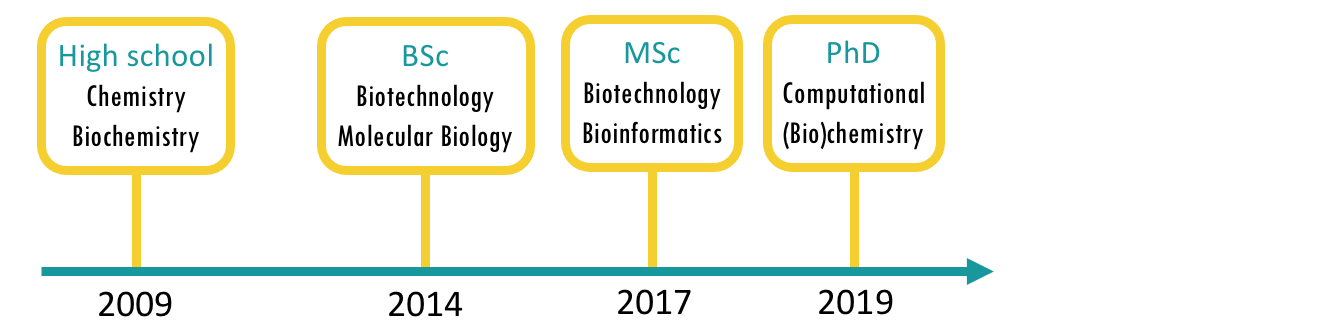 High school
Chemistry
Biochemistry
BSc
Biotechnology
Molecular Biology
MSc
Biotechnology
Bioinformatics
PhD
Computational
(Bio)chemistry
2009
2014
2017
2019